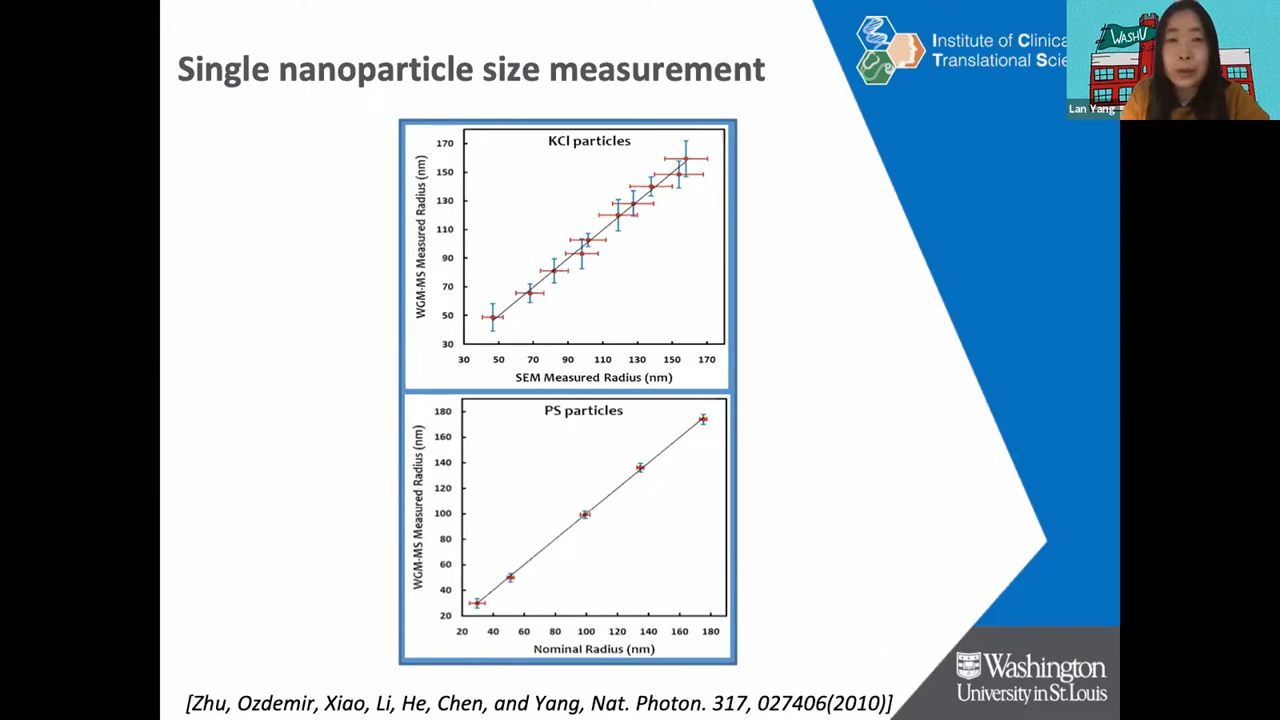 Single nanoparticle size measurement
Institute of Clinica
Translational Scie
WASHU
Lan Yang
KCl particles
WGM-MS Measured Radius (nm)
170
150
130
110
90
70
50
30
30 50 70 90 110 130 150 170
SEM Measured Radius (nm)
PS particles
WGM-MS Measured Radius (nm)
180
160
140
120
100
80
60
40
20
20 40 60 80 100 120 140 160 180
Nominal Radius (nm)
[Zhu, Ozdemir, Xiao, Li, He, Chen, and Yang, Nat. Photon. 317, 027406(2010)]
Washington
University in St. Louis